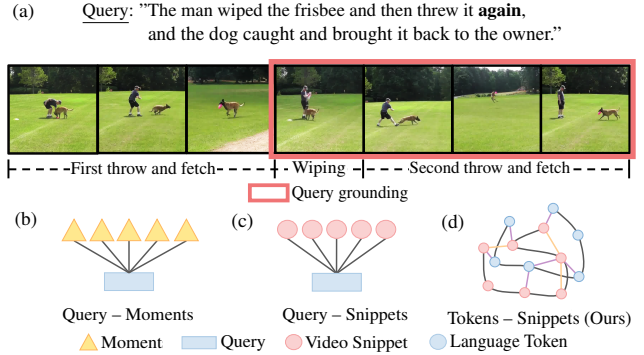 (a) Query: ”The man wiped the frisbee and then threw it again,
and the dog caught and brought it back to the owner.”
First throw and fetch Wiping Second throw and fetch
Query grounding
(b) (c) (d)
Query – Moments Query – Snippets Tokens – Snippets (Ours)
Moment Query Video Snippet Language Token